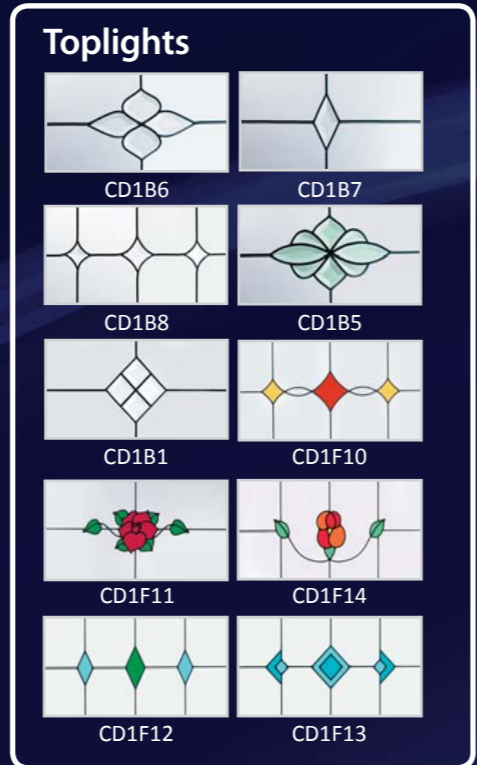 Toplights
CD1B6 CD1B7
CD1B8 CD1B5
CD1B1 CD1F10
CD1F11 CD1F14
CD1F12 CD1F13